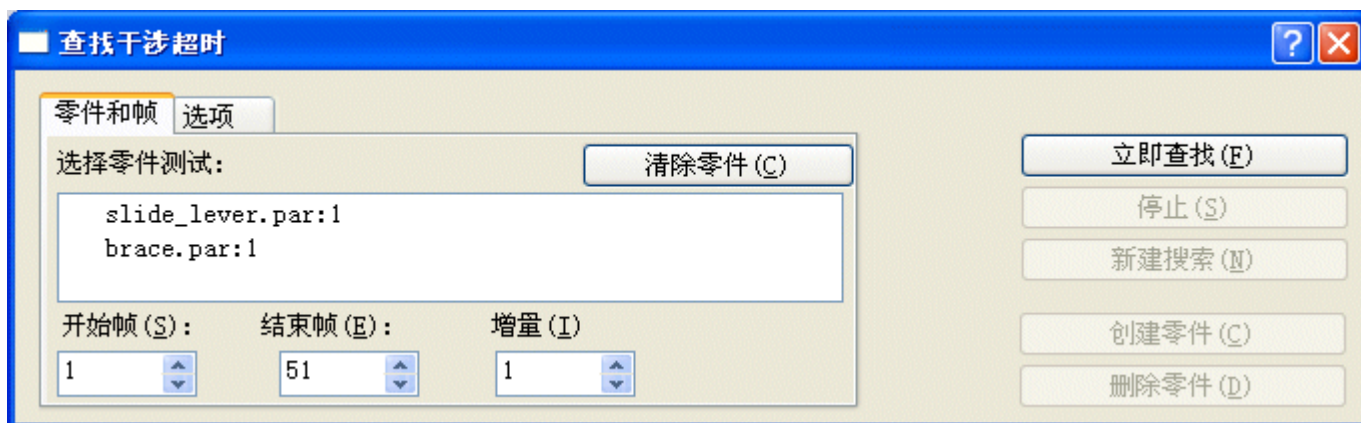 查找干涉超时
零件和帧 选项
选择零件测试: 清除零件(C)
slide_lever.par:1
brace.par:1
开始帧(S): 结束帧(E): 增量(I)
1 51 1
立即查找(F)
停止(S)
新建搜索(N)
创建零件(C)
删除零件(D)